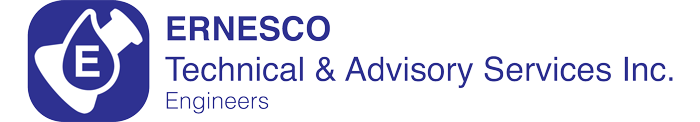 E
ERNESCO
Technical & Advisory Services Inc.
Engineers